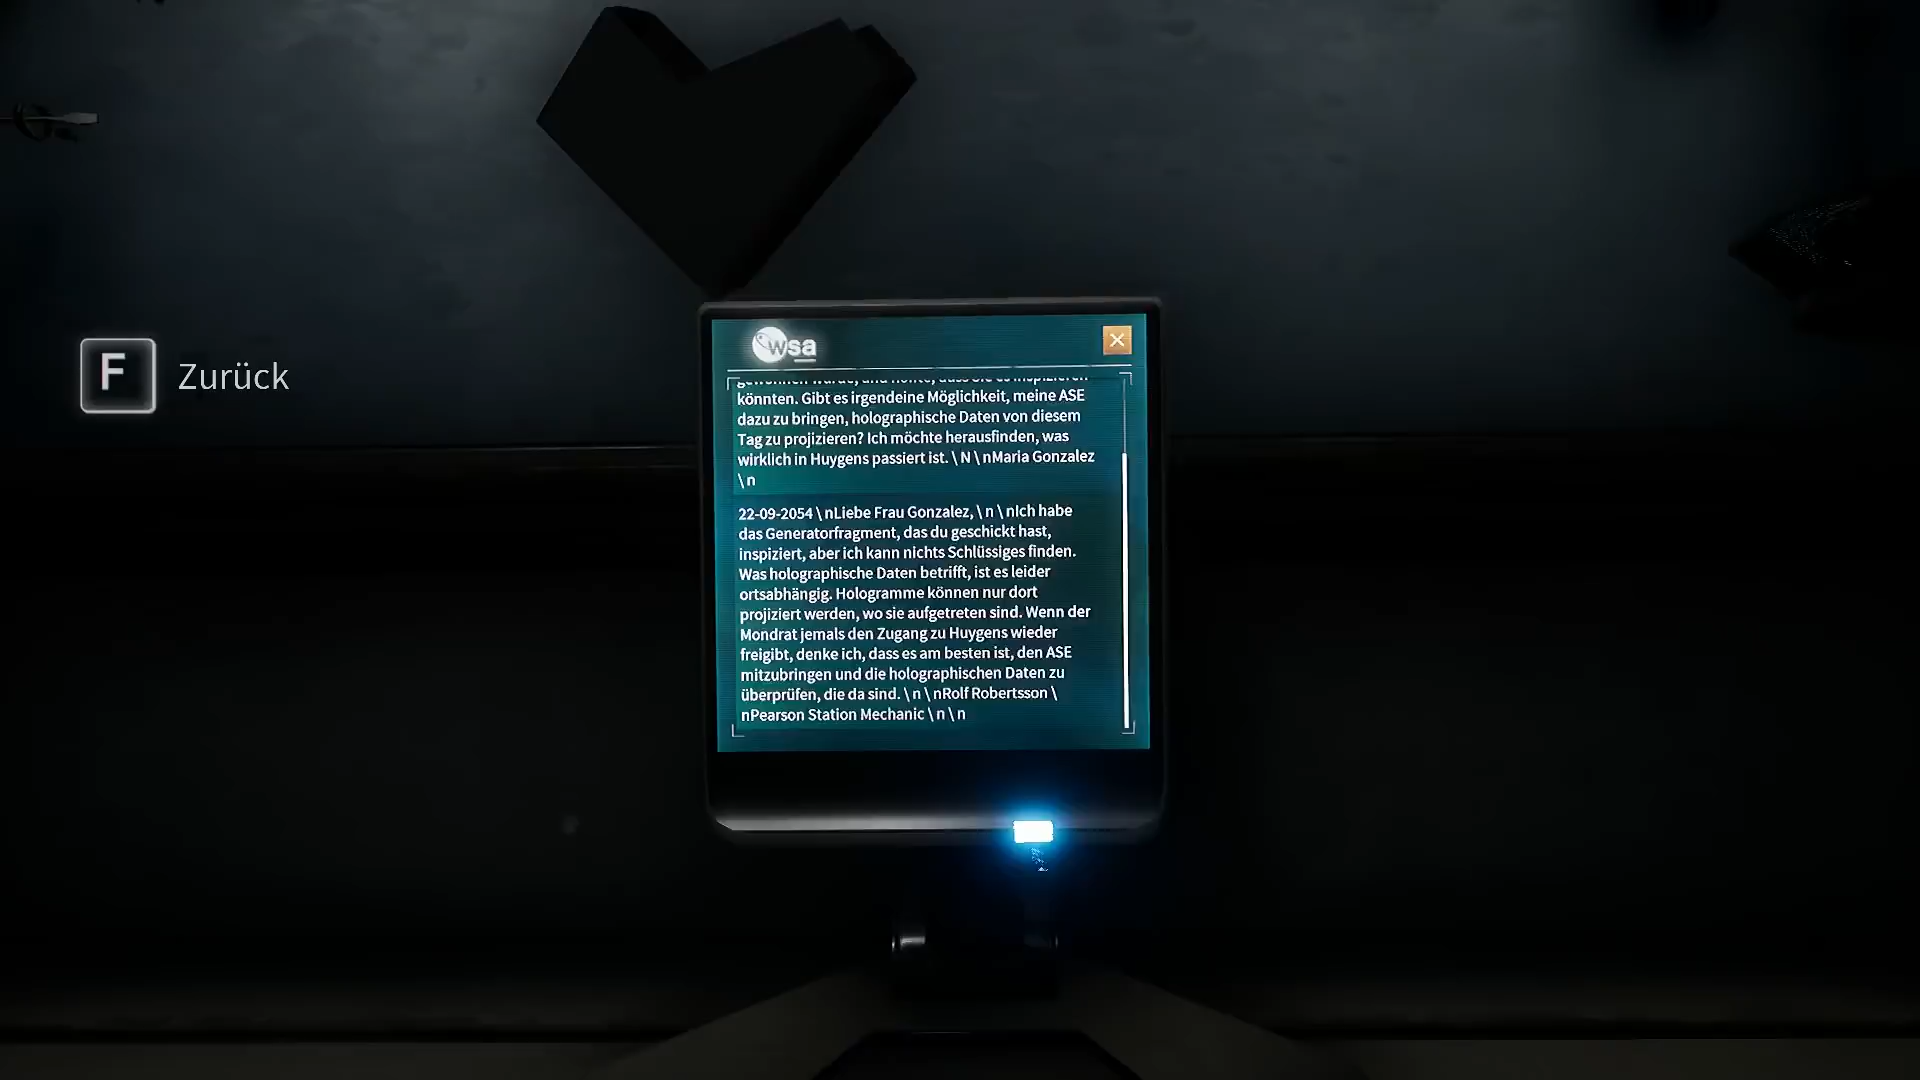 wsa
F Zurück
könnten. Gibt es irgendeine Möglichkeit, meine ASE
dazu zu bringen, holographische Daten von diesem
Tag zu projizieren? Ich möchte herausfinden, was
wirklich in Huygens passiert ist. \ N \ nMaria Gonzalez
\ n
22-09-2054 \ nLiebe Frau Gonzalez, \ n \ nIch habe
das Generatorfragment, das du geschickt hast,
inspiziert, aber ich kann nichts Schlüssiges finden.
Was holographische Daten betrifft, ist es leider
ortsabhängig. Hologramme können nur dort
projiziert werden, wo sie aufgetreten sind. Wenn der
Mondrat jemals den Zugang zu Huygens wieder
freigibt, denke ich, dass es am besten ist, den ASE
mitzubringen und die holographischen Daten zu
überprüfen, die da sind. \ n \ nRolf Robertsson \
nPearson Station Mechanic \ n \ n